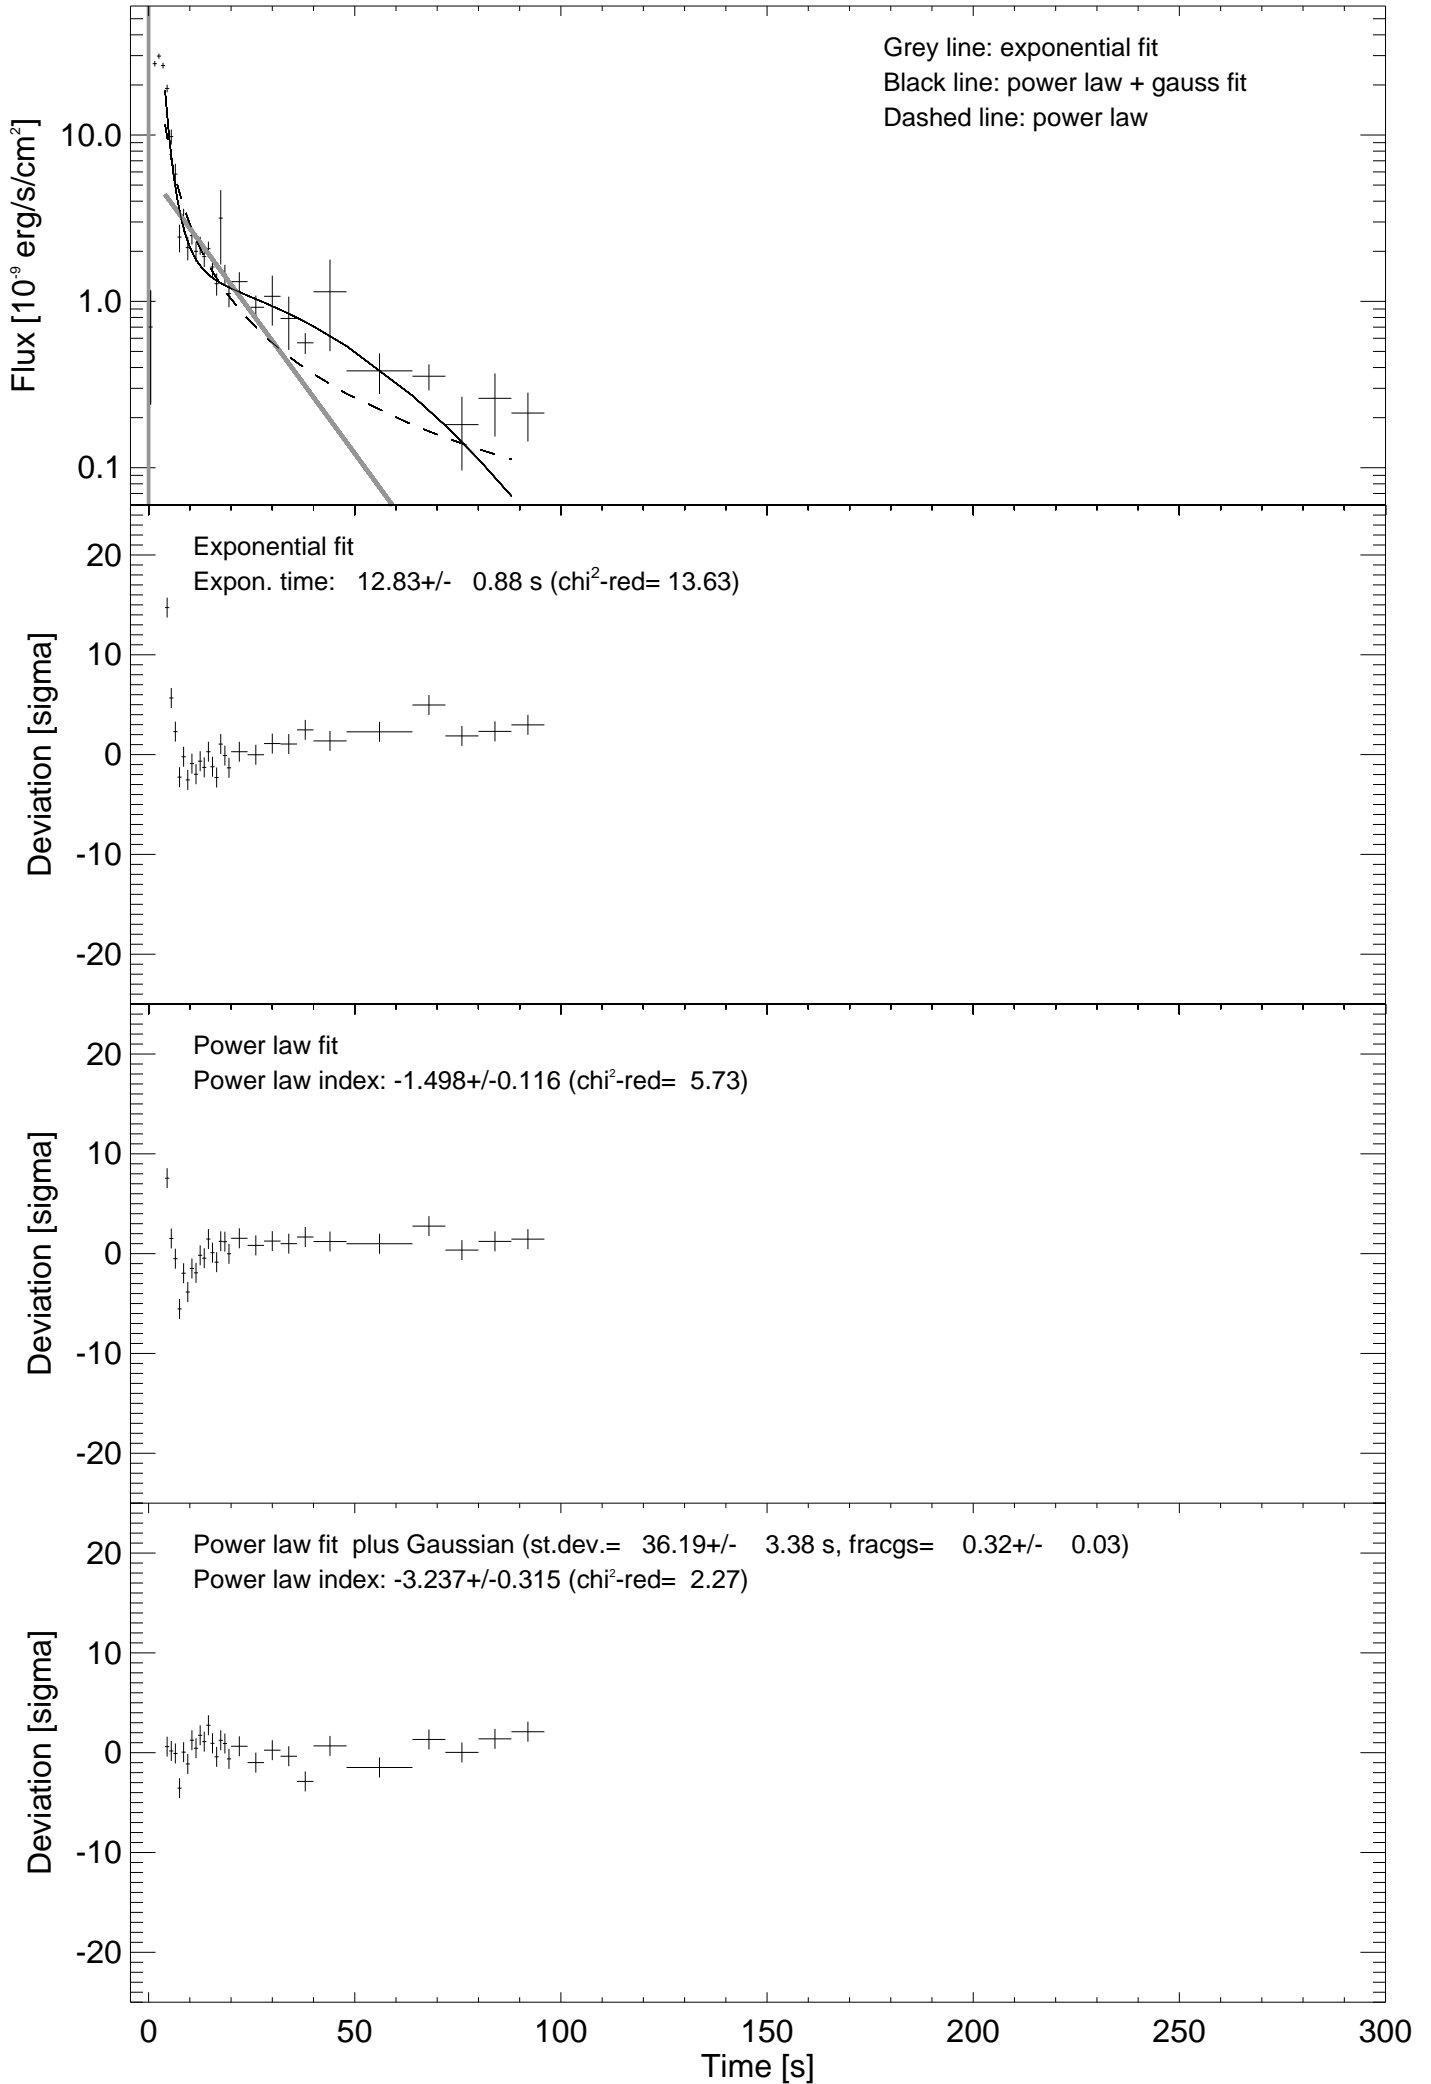 Grey line: exponential fit
Black line: power law + gauss fit
Dashed line: power law
10.0
1.0
0.1
Flux [10⁻⁹ erg/s/cm²]
Exponential fit
Expon. time: 12.83+/- 0.88 s (chi²-red= 13.63)
20
10
0
-10
-20
Deviation [sigma]
Power law fit
Power law index: -1.498+/-0.116 (chi²-red= 5.73)
20
10
0
-10
-20
Deviation [sigma]
Power law fit plus Gaussian (st.dev.= 36.19+/- 3.38 s, fracgs= 0.32+/- 0.03)
Power law index: -3.237+/-0.315 (chi²-red= 2.27)
20
10
0
-10
-20
Deviation [sigma]
0 50 100 150 200 250 300
Time [s]